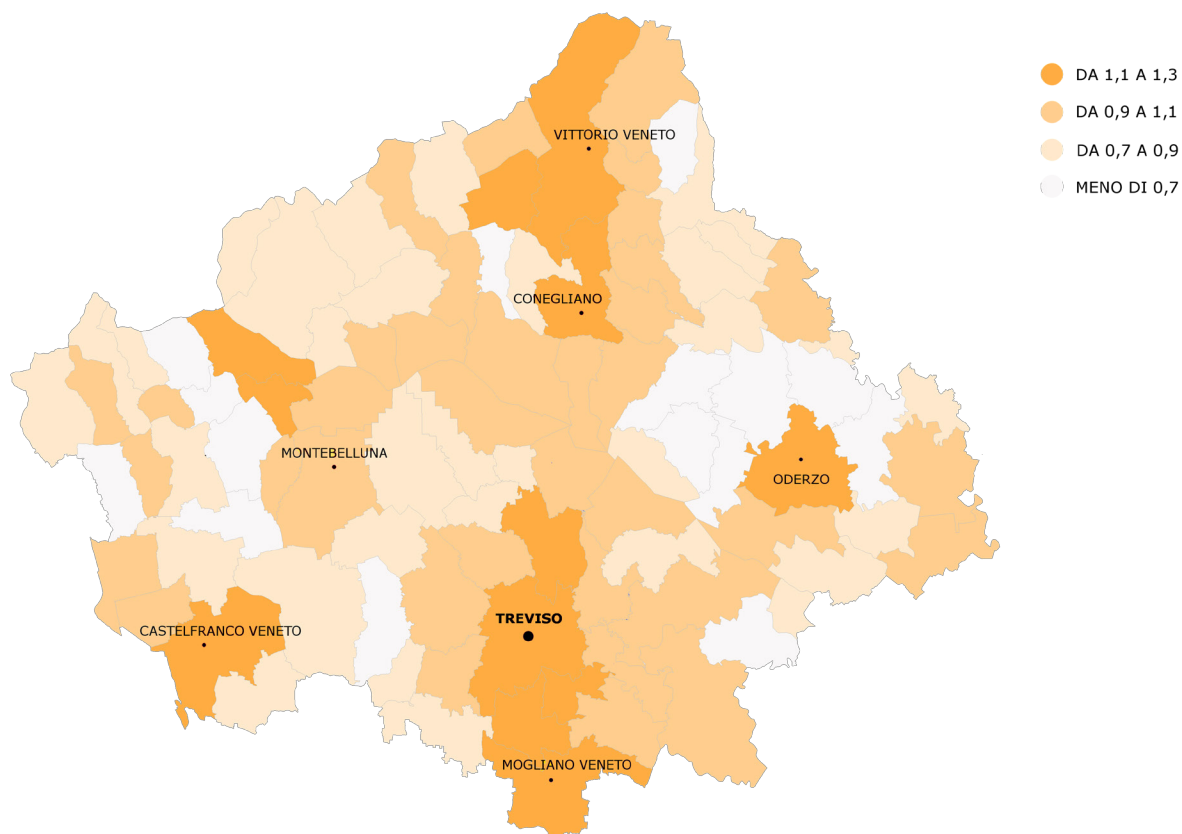 DA 1,1 A 1,3
DA 0,9 A 1,1
VITTORIO VENETO
DA 0,7 A 0,9
MENO DI 0,7
CONEGLIANO
MONTEBELLUNA
ODERZO
TREVISO
CASTELFRANCO VENETO
MOGLIANO VENETO